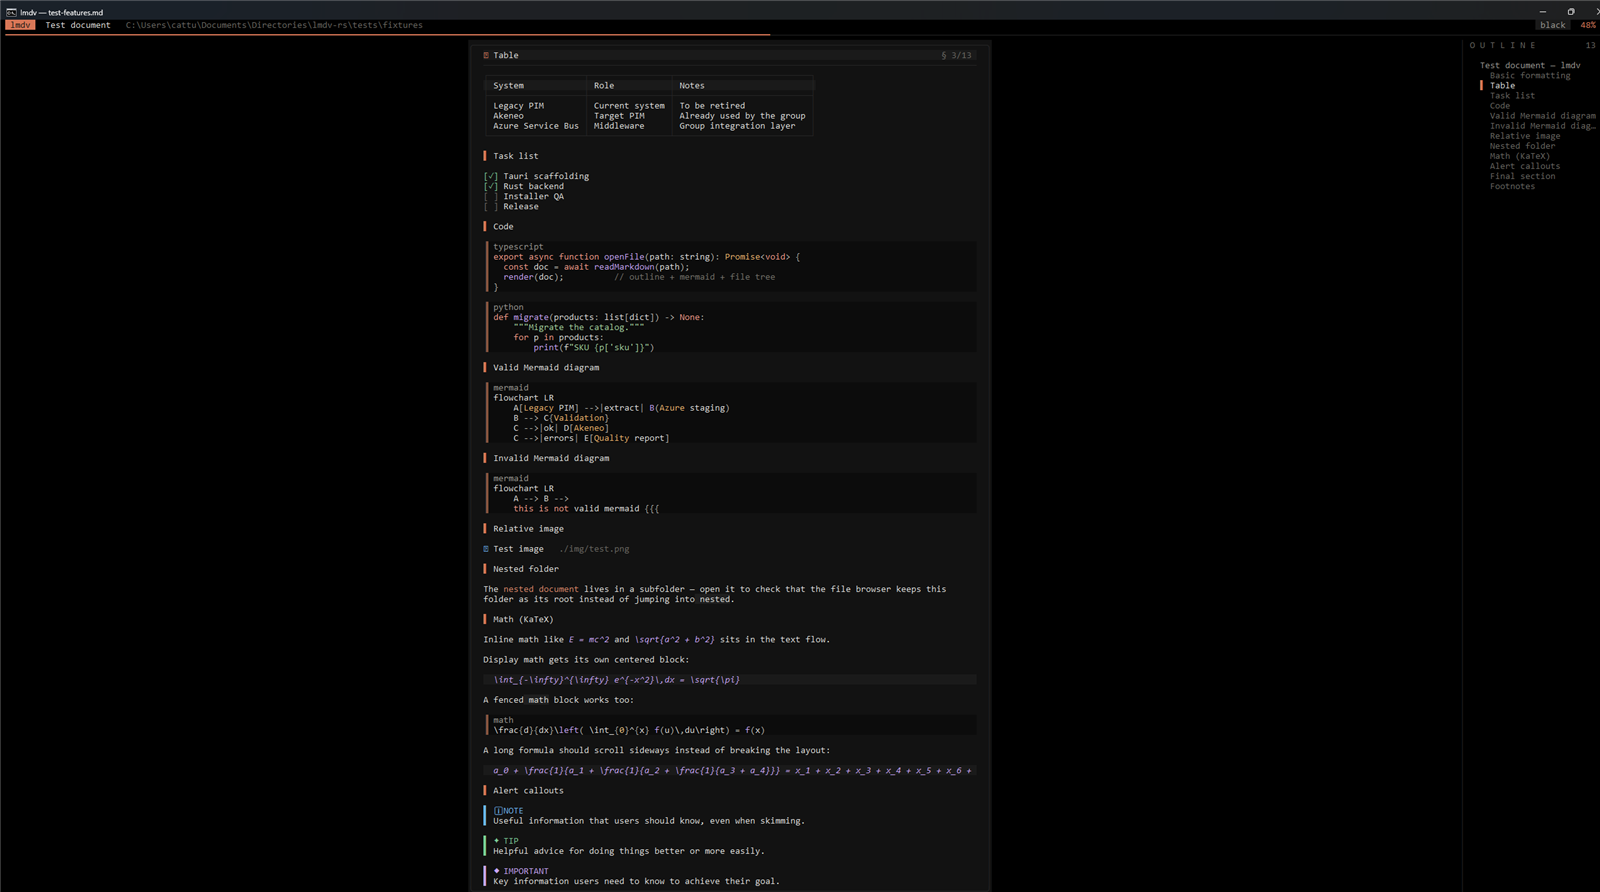 lmdv — test-features.md
lmdv Test document C:\Users\cattu\Documents\Directories\lmdv-rs\tests\fixtures black 48%
Table § 3/13
System Role Notes
Legacy PIM Current system To be retired
Akeneo Target PIM Already used by the group
Azure Service Bus Middleware Group integration layer
Task list
[✓] Tauri scaffolding
[✓] Rust backend
[ ] Installer QA
[ ] Release
Code
typescript
export async function openFile(path: string): Promise<void> {
  const doc = await readMarkdown(path);
  render(doc);          // outline + mermaid + file tree
}
python
def migrate(products: list[dict]) -> None:
    """Migrate the catalog."""
    for p in products:
        print(f"SKU {p['sku']}")
Valid Mermaid diagram
mermaid
flowchart LR
    A[Legacy PIM] -->|extract| B(Azure staging)
    B --> C{Validation}
    C -->|ok| D[Akeneo]
    C -->|errors| E[Quality report]
Invalid Mermaid diagram
mermaid
flowchart LR
    A --> B -->
    this is not valid mermaid {{{
Relative image
Test image ./img/test.png
Nested folder
The nested document lives in a subfolder — open it to check that the file browser keeps this
folder as its root instead of jumping into nested.
Math (KaTeX)
Inline math like E = mc^2 and \sqrt{a^2 + b^2} sits in the text flow.
Display math gets its own centered block:
\int_{-\infty}^{\infty} e^{-x^2}\,dx = \sqrt{\pi}
A fenced math block works too:
math
\frac{d}{dx}\left( \int_{0}^{x} f(u)\,du\right) = f(x)
A long formula should scroll sideways instead of breaking the layout:
a_0 + \frac{1}{a_1 + \frac{1}{a_2 + \frac{1}{a_3 + a_4}}} = x_1 + x_2 + x_3 + x_4 + x_5 + x_6 +
Alert callouts
NOTE
Useful information that users should know, even when skimming.
✦ TIP
Helpful advice for doing things better or more easily.
◆ IMPORTANT
Key information users need to know to achieve their goal.
OUTLINE 13
Test document — lmdv
Basic formatting
Table
Task list
Code
Valid Mermaid diagram
Invalid Mermaid diag…
Relative image
Nested folder
Math (KaTeX)
Alert callouts
Final section
Footnotes